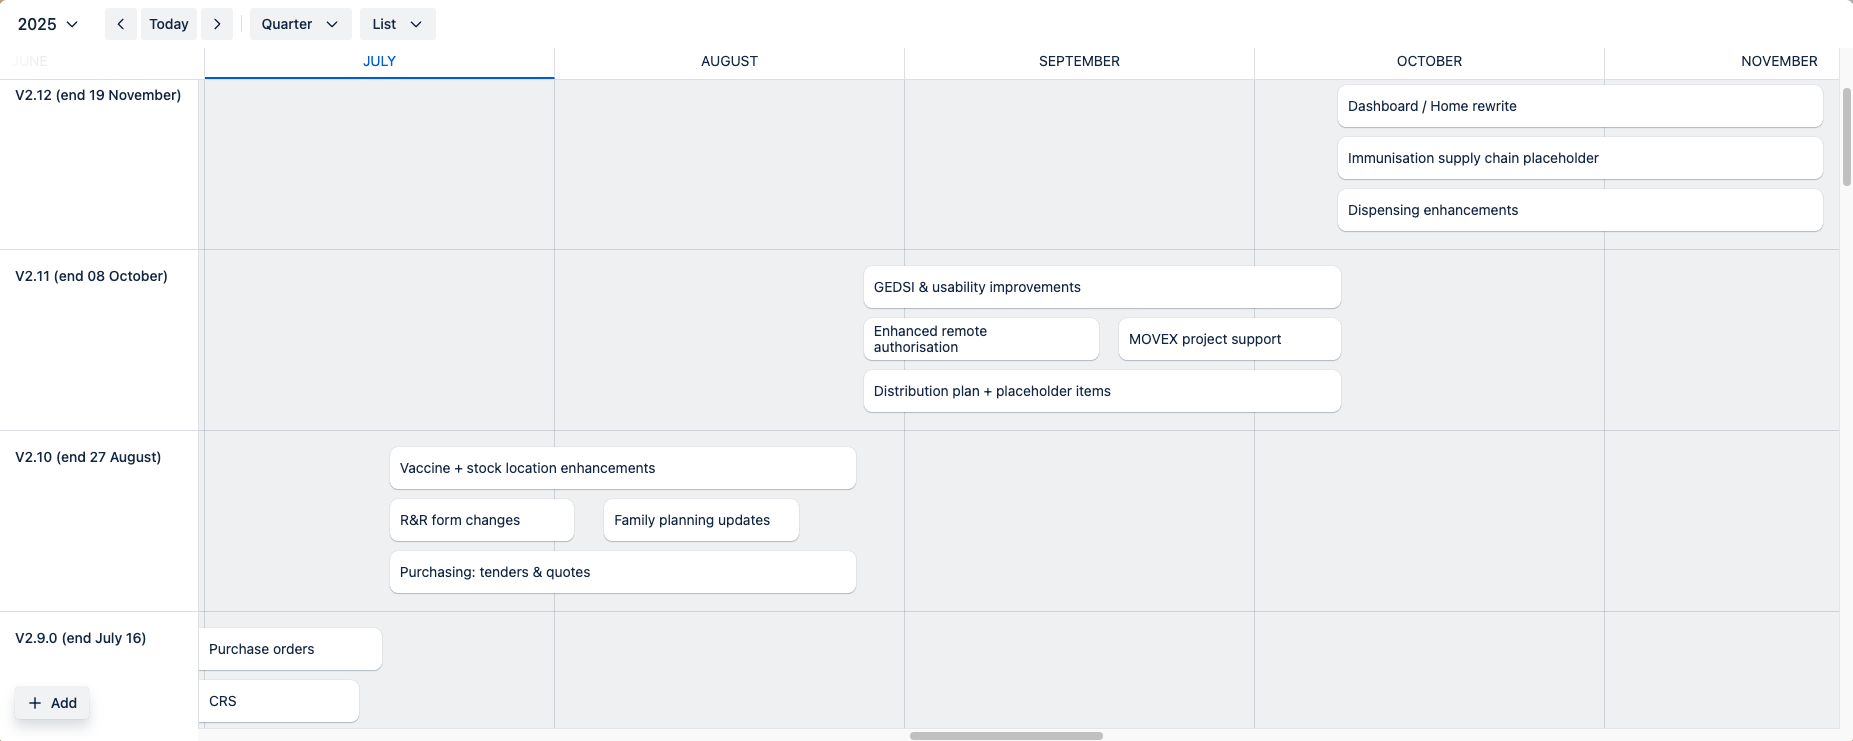 2025
Today
Quarter
List
JUNE
JULY
AUGUST
SEPTEMBER
OCTOBER
NOVEMBER
V2.12 (end 19 November)
Dashboard / Home rewrite
Immunisation supply chain placeholder
Dispensing enhancements
V2.11 (end 08 October)
GEDSI & usability improvements
Enhanced remote
authorisation
MOVEX project support
Distribution plan + placeholder items
V2.10 (end 27 August)
Vaccine + stock location enhancements
R&R form changes
Family planning updates
Purchasing: tenders & quotes
V2.9.0 (end July 16)
Purchase orders
CRS
+ Add